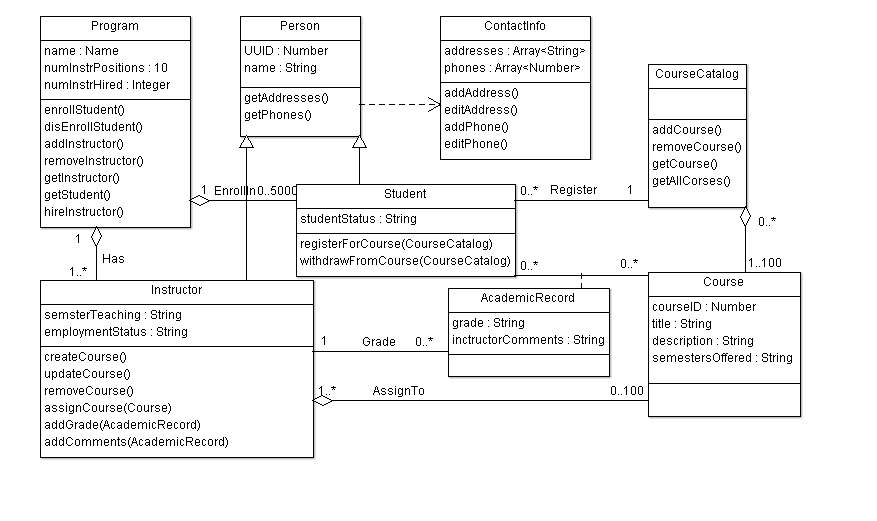 Program
name : Name
numInstrPositions : 10
numInstrHired : Integer
enrollStudent()
disEnrollStudent()
addInstructor()
removeInstructor()
getInstructor()
getStudent()
hireInstructor()
Person
UUID : Number
name : String
getAddresses()
getPhones()
ContactInfo
addresses : Array<String>
phones : Array<Number>
addAddress()
editAddress()
addPhone()
editPhone()
CourseCatalog
addCourse()
removeCourse()
getCourse()
getAllCorses()
1 EnrollIn 0..5000
Student
studentStatus : String
registerForCourse(CourseCatalog)
withdrawFromCourse(CourseCatalog)
0..* Register 1
1
Has
1..*
0..*
1..100
0..* 0..*
Instructor
semsterTeaching : String
employmentStatus : String
createCourse()
updateCourse()
removeCourse()
assignCourse(Course)
addGrade(AcademicRecord)
addComments(AcademicRecord)
1 Grade 0..*
AcademicRecord
grade : String
inctructorComments : String
Course
courseID : Number
title : String
description : String
semestersOffered : String
1..* AssignTo 0..100